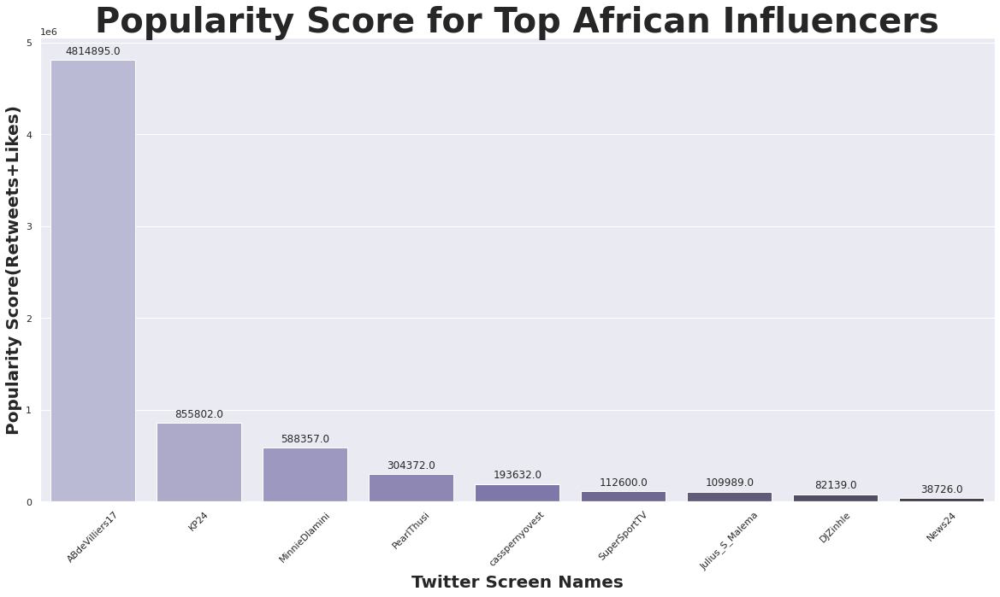 Popularity Score for Top African Influencers
1e6
5
4
3
2
1
0
Popularity Score(Retweets+Likes)
4814895.0
855802.0
588357.0
304372.0
193632.0
112600.0
109989.0
82139.0
38726.0
ABdeVilliers17
KP24
MinnieDlamini
PearlThusi
casspernyovest
SuperSportTV
Julius_S_Malema
DJZinhle
News24
Twitter Screen Names